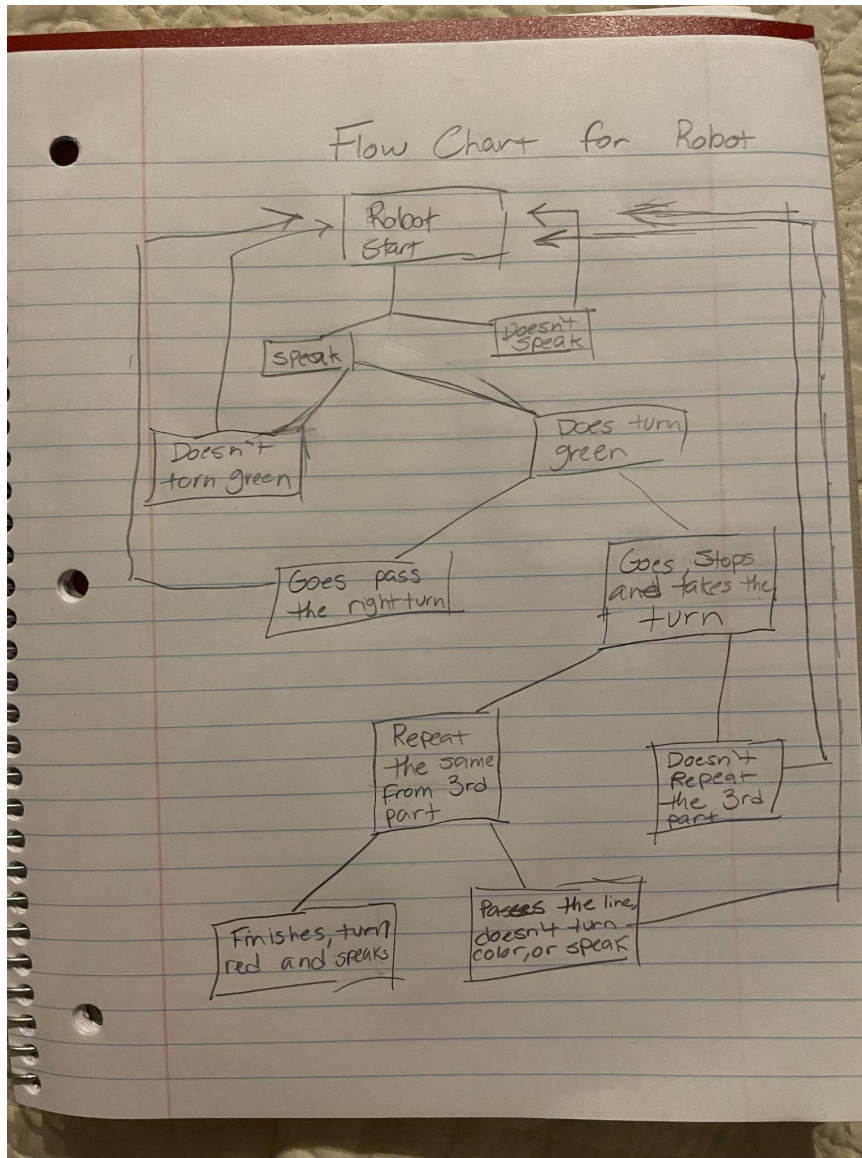 Flow Chart for Robot
Robot
Start
Doesn't
Speak
Speak
Does turn
green
Doesn't
torn green
Goes, Stops
and takes the
turn
Goes pass
the right turn
Repeat
the same
from 3rd
part
Doesn't
Repeat
the 3rd
part
Passes the line,
doesn't turn
color, or speak
Finishes, turn
red and speaks